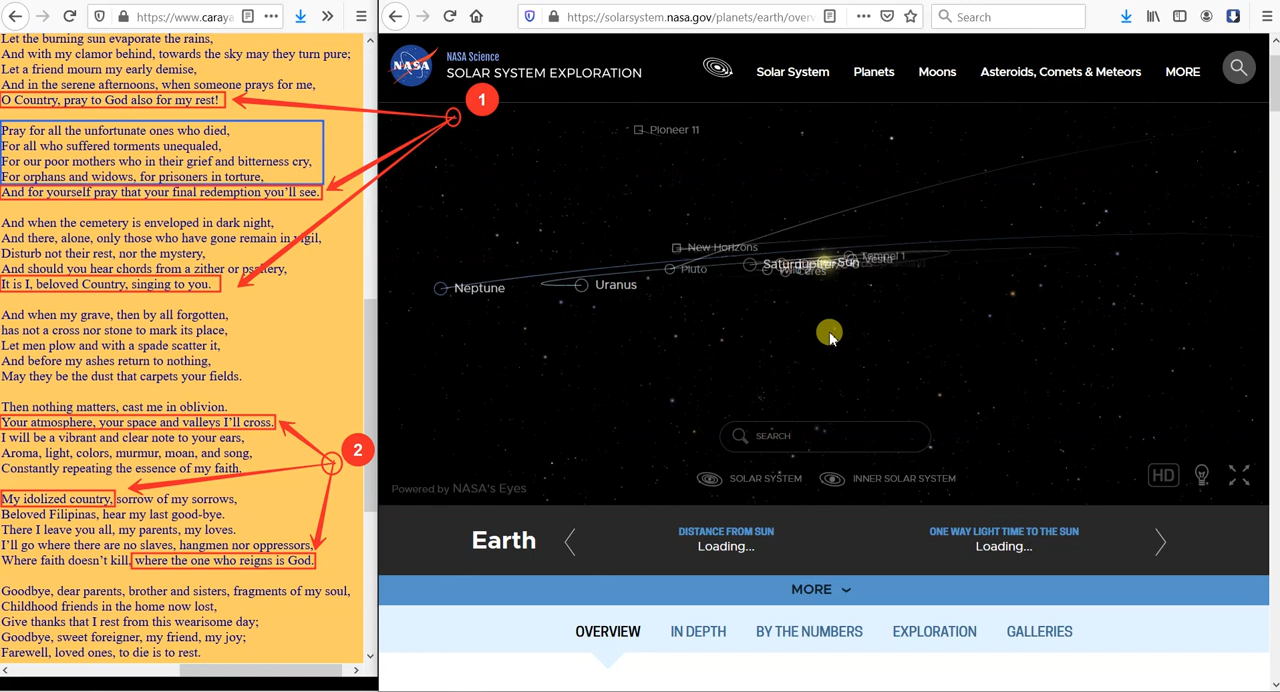 https://www.caraya
Let the burning sun evaporate the rains,
And with my clamor behind, towards the sky may they turn pure;
Let a friend mourn my early demise,
And in the serene afternoons, when someone prays for me,
O Country, pray to God also for my rest!
1
Pray for all the unfortunate ones who died,
For all who suffered torments unequaled,
For our poor mothers who in their grief and bitterness cry,
For orphans and widows, for prisoners in torture,
And for yourself pray that your final redemption you'll see.
And when the cemetery is enveloped in dark night,
And there, alone, only those who have gone remain in vigil,
Disturb not their rest, nor the mystery,
And should you hear chords from a zither or psaltery,
It is I, beloved Country, singing to you.
And when my grave, then by all forgotten,
has not a cross nor stone to mark its place,
Let men plow and with a spade scatter it,
And before my ashes return to nothing,
May they be the dust that carpets your fields.
Then nothing matters, cast me in oblivion.
Your atmosphere, your space and valleys I'll cross.
I will be a vibrant and clear note to your ears,
Aroma, light, colors, murmur, moan, and song,
Constantly repeating the essence of my faith.
2
My idolized country, sorrow of my sorrows,
Beloved Filipinas, hear my last good-bye.
There I leave you all, my parents, my loves.
I'll go where there are no slaves, hangmen nor oppressors,
Where faith doesn't kill, where the one who reigns is God.
Goodbye, dear parents, brother and sisters, fragments of my soul,
Childhood friends in the home now lost,
Give thanks that I rest from this wearisome day;
Goodbye, sweet foreigner, my friend, my joy;
Farewell, loved ones, to die is to rest.
https://solarsystem.nasa.gov/planets/earth/over
Search
NASA
NASA Science
SOLAR SYSTEM EXPLORATION
Solar System
Planets
Moons
Asteroids, Comets & Meteors
MORE
Pioneer 11
New Horizons
Pluto
Saturn
Jupiter
Sun
Ceres
Tempel 1
Vesta
Neptune
Uranus
SEARCH
SOLAR SYSTEM
INNER SOLAR SYSTEM
HD
Powered by NASA's Eyes
Earth
DISTANCE FROM SUN
Loading...
ONE WAY LIGHT TIME TO THE SUN
Loading...
MORE
OVERVIEW
IN DEPTH
BY THE NUMBERS
EXPLORATION
GALLERIES